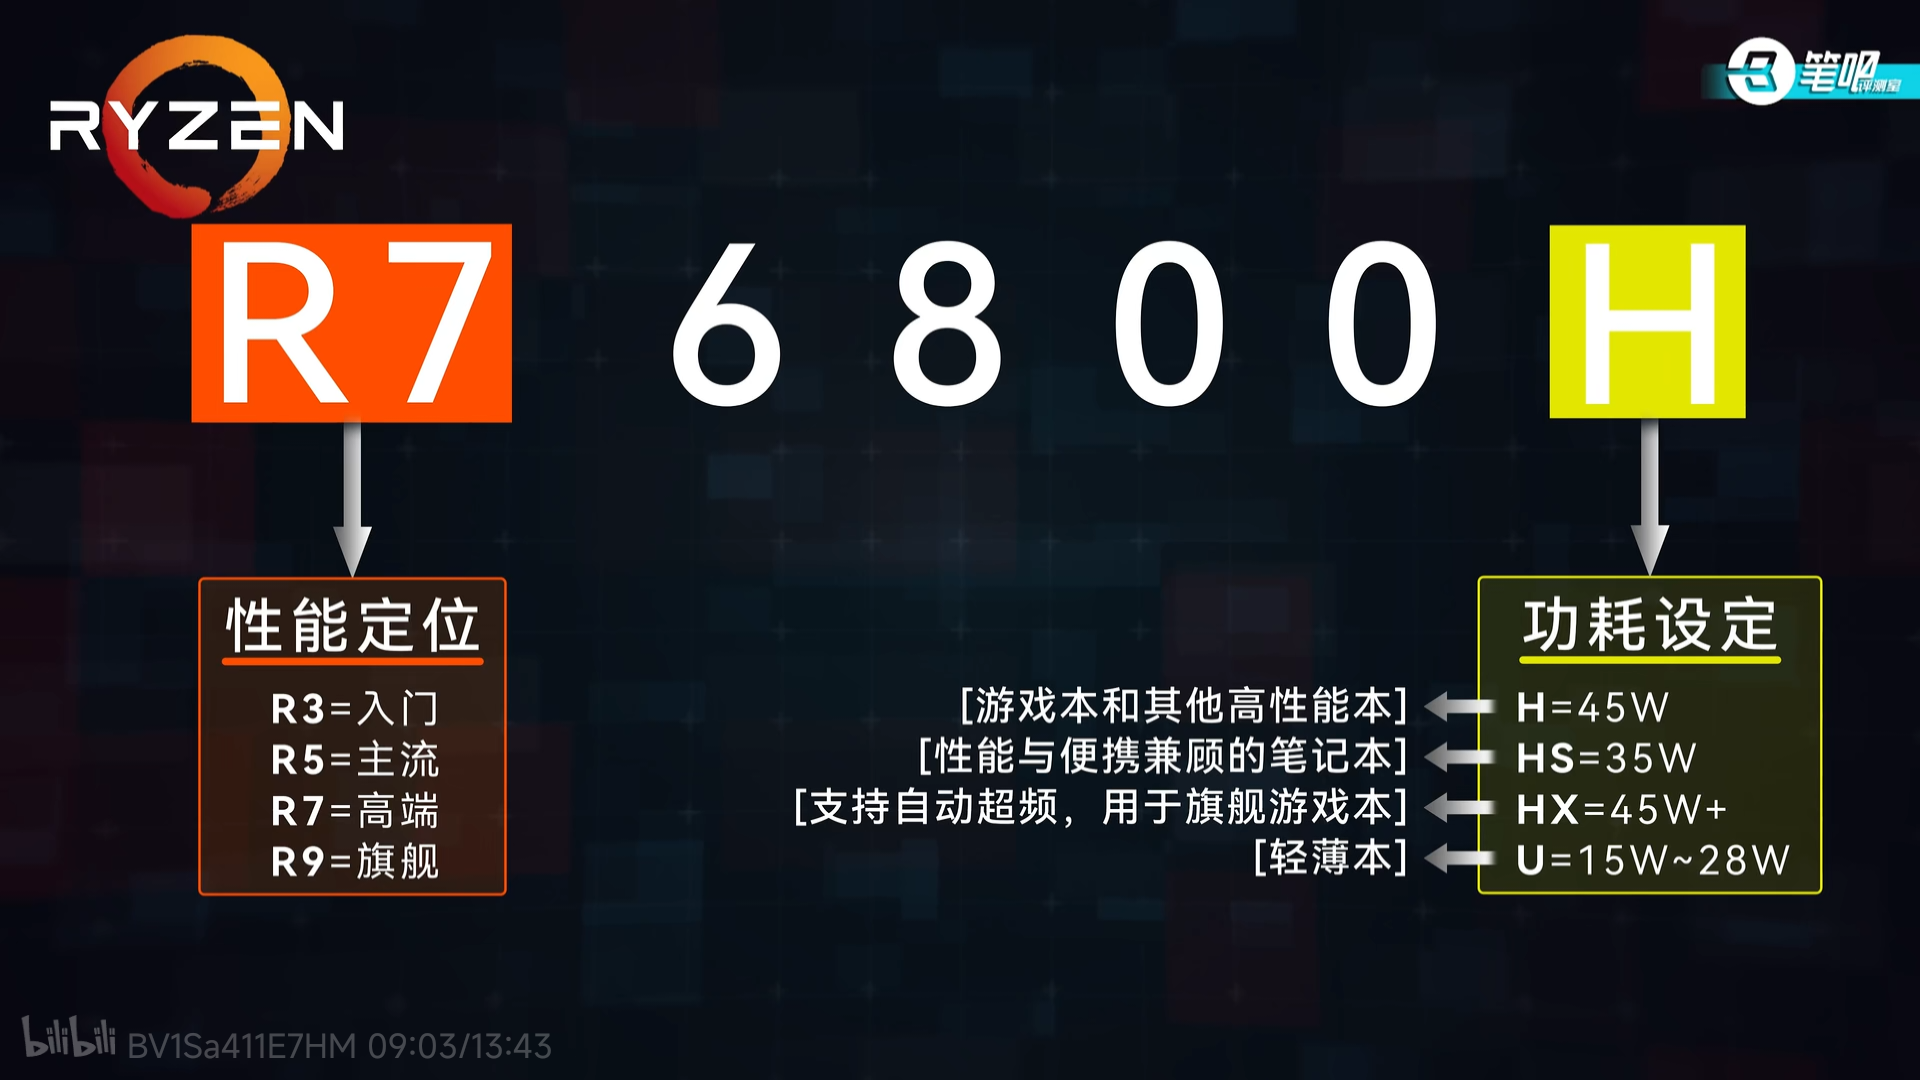 RYZEN
笔吧
评测室
R7 6800 H
性能定位
R3=入门
R5=主流
R7=高端
R9=旗舰
功耗设定
[游戏本和其他高性能本] H=45W
[性能与便携兼顾的笔记本] HS=35W
[支持自动超频，用于旗舰游戏本] HX=45W+
[轻薄本] U=15W~28W
bilibili BV1Sa411E7HM 09:03/13:43